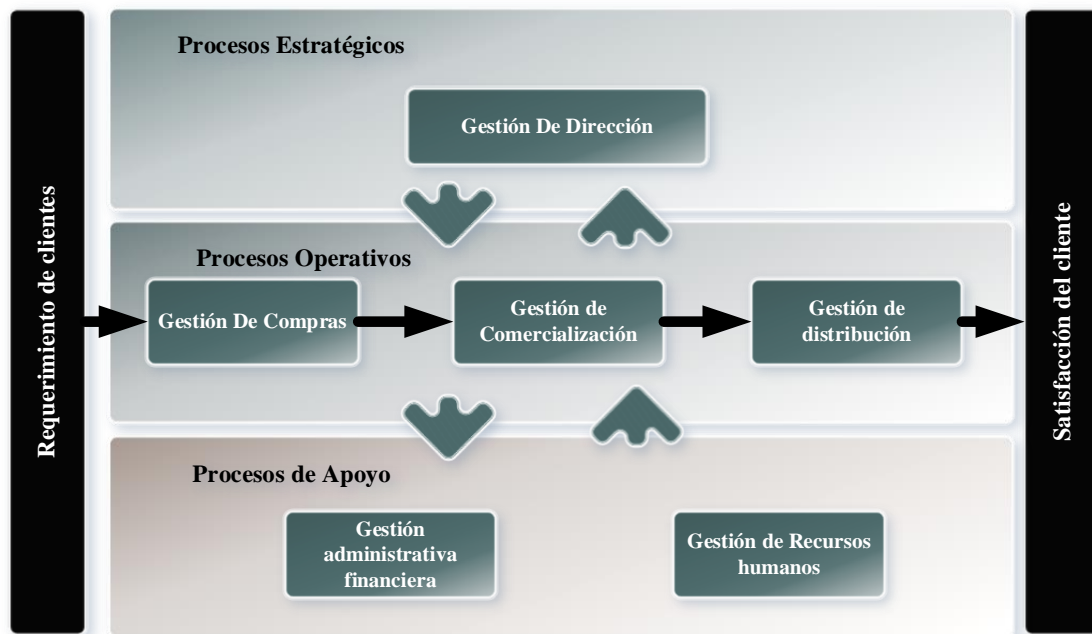 Requerimiento de clientes
Procesos Estratégicos
Gestión De Dirección
Procesos Operativos
Gestión De Compras
Gestión de
Comercialización
Gestión de
distribución
Procesos de Apoyo
Gestión
administrativa
financiera
Gestión de Recursos
humanos
Satisfacción del cliente